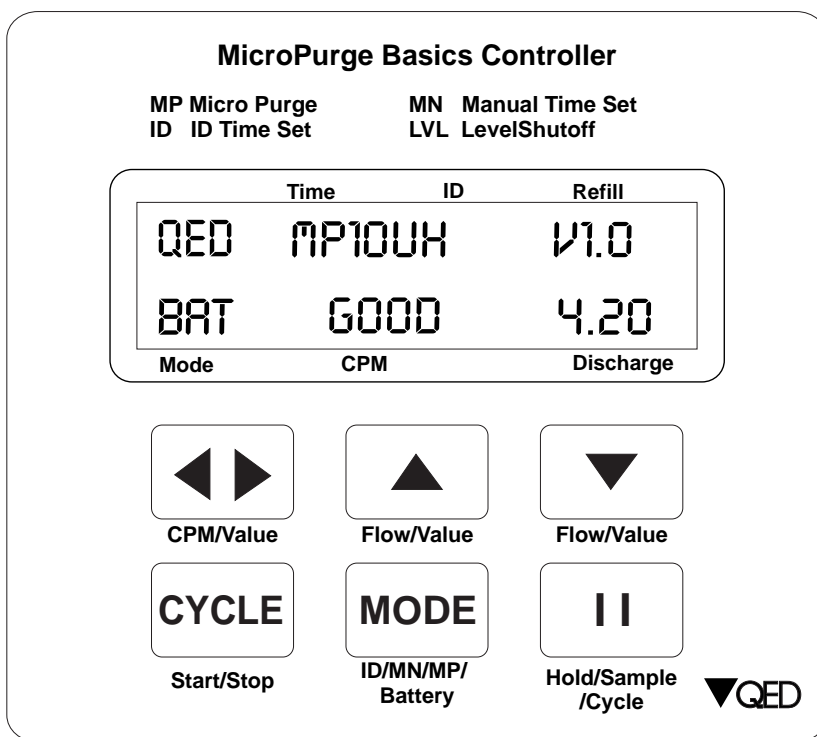 MicroPurge Basics Controller
MP Micro Purge MN Manual Time Set
ID ID Time Set LVL LevelShutoff
Time ID Refill
QED MP10UH V1.0
BAT GOOD 4.20
Mode CPM Discharge
CPM/Value Flow/Value Flow/Value
CYCLE MODE II
Start/Stop ID/MN/MP/ Hold/Sample
Battery /Cycle
QED